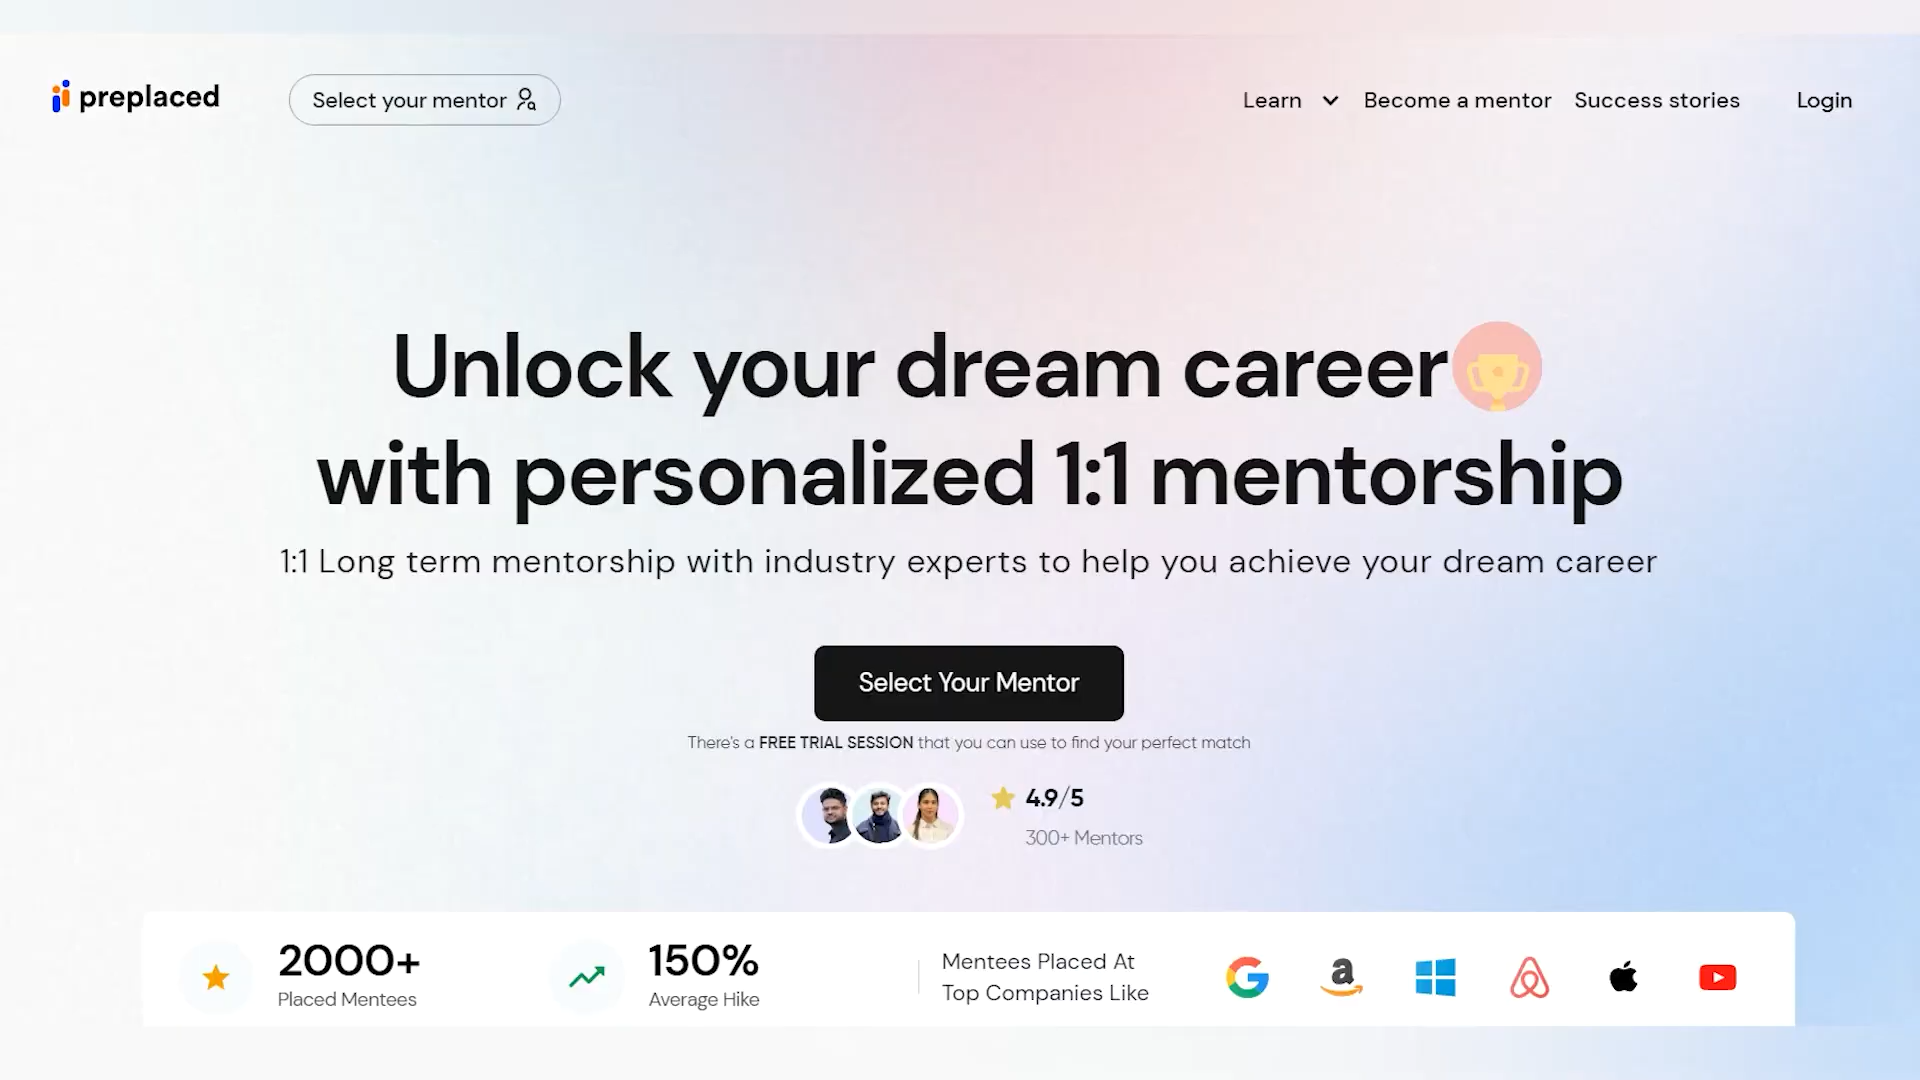 preplaced
Select your mentor
Learn
Become a mentor
Success stories
Login
Unlock your dream career
with personalized 1:1 mentorship
1:1 Long term mentorship with industry experts to help you achieve your dream career
Select Your Mentor
There's a FREE TRIAL SESSION that you can use to find your perfect match
4.9/5
300+ Mentors
2000+
Placed Mentees
150%
Average Hike
Mentees Placed At
Top Companies Like